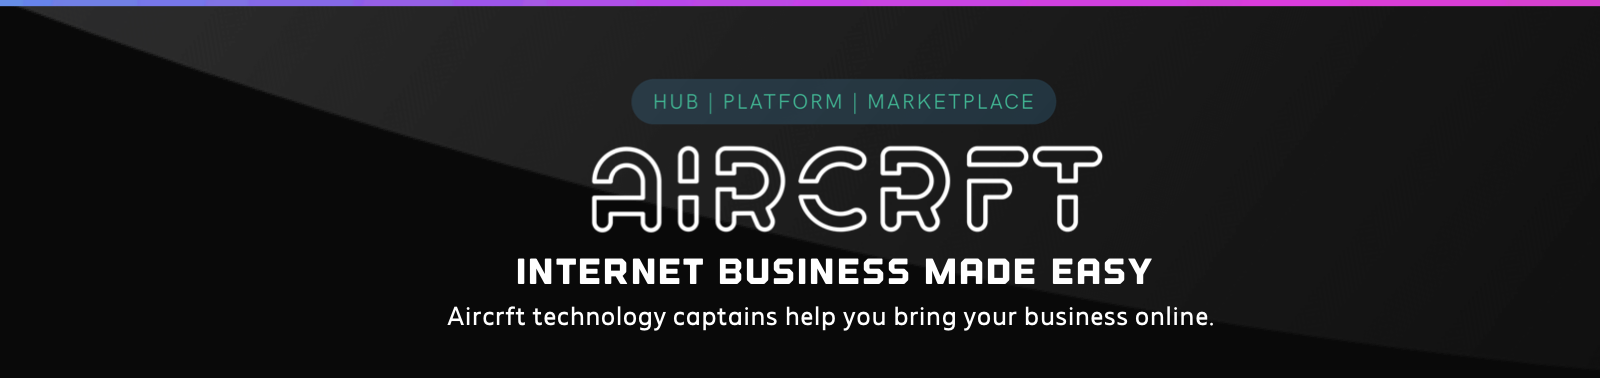 HUB | PLATFORM | MARKETPLACE
AIRCRFT
INTERNET BUSINESS MADE EASY
Aircrft technology captains help you bring your business online.